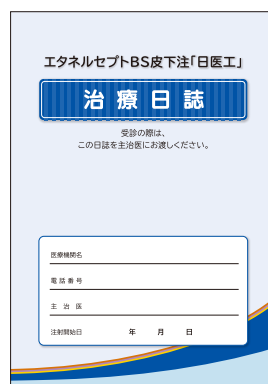 エタネルセプトBS皮下注「日医工」
治療日誌
受診の際は、
この日誌を主治医にお渡しください。
医療機関名
電話番号
主治医
注射開始日 年 月 日